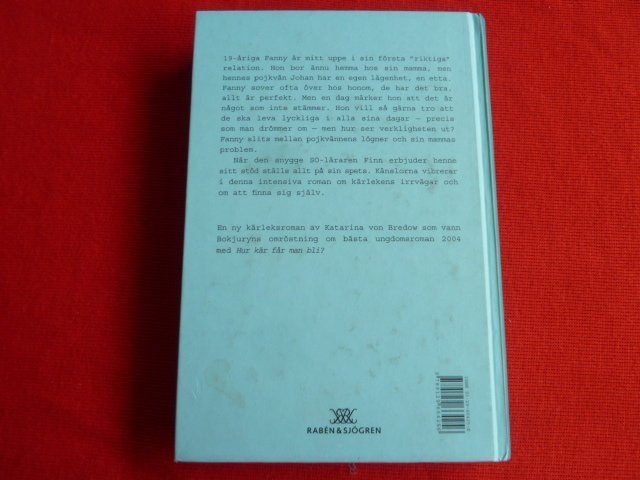 19-åriga Fanny är mitt uppe i sin första "riktiga"
relation. Hon bor ännu hemma hos sin mamma, men
hennes pojkvän Johan har en egen lägenhet, en etta.
Fanny sover ofta över hos honom, de har det bra,
allt är perfekt. Men en dag märker hon att det är
något som inte stämmer. Hon vill så gärna tro att
de ska leva lyckliga i alla sina dagar — precis
som man drömmer om — men hur ser verkligheten ut?
Fanny slits mellan pojkvännens lögner och sin mammas
problem.
När den snygge SO-läraren Finn erbjuder henne
sitt stöd ställs allt på sin spets. Känslorna vibrerar
i denna intensiva roman om kärlekens irrvägar och
om att finna sig själv.
En ny kärleksroman av Katarina von Bredow som vann
Bokjuryns omröstning om bästa ungdomsroman 2004
med Hur kär får man bli?
RABÉN & SJÖGREN